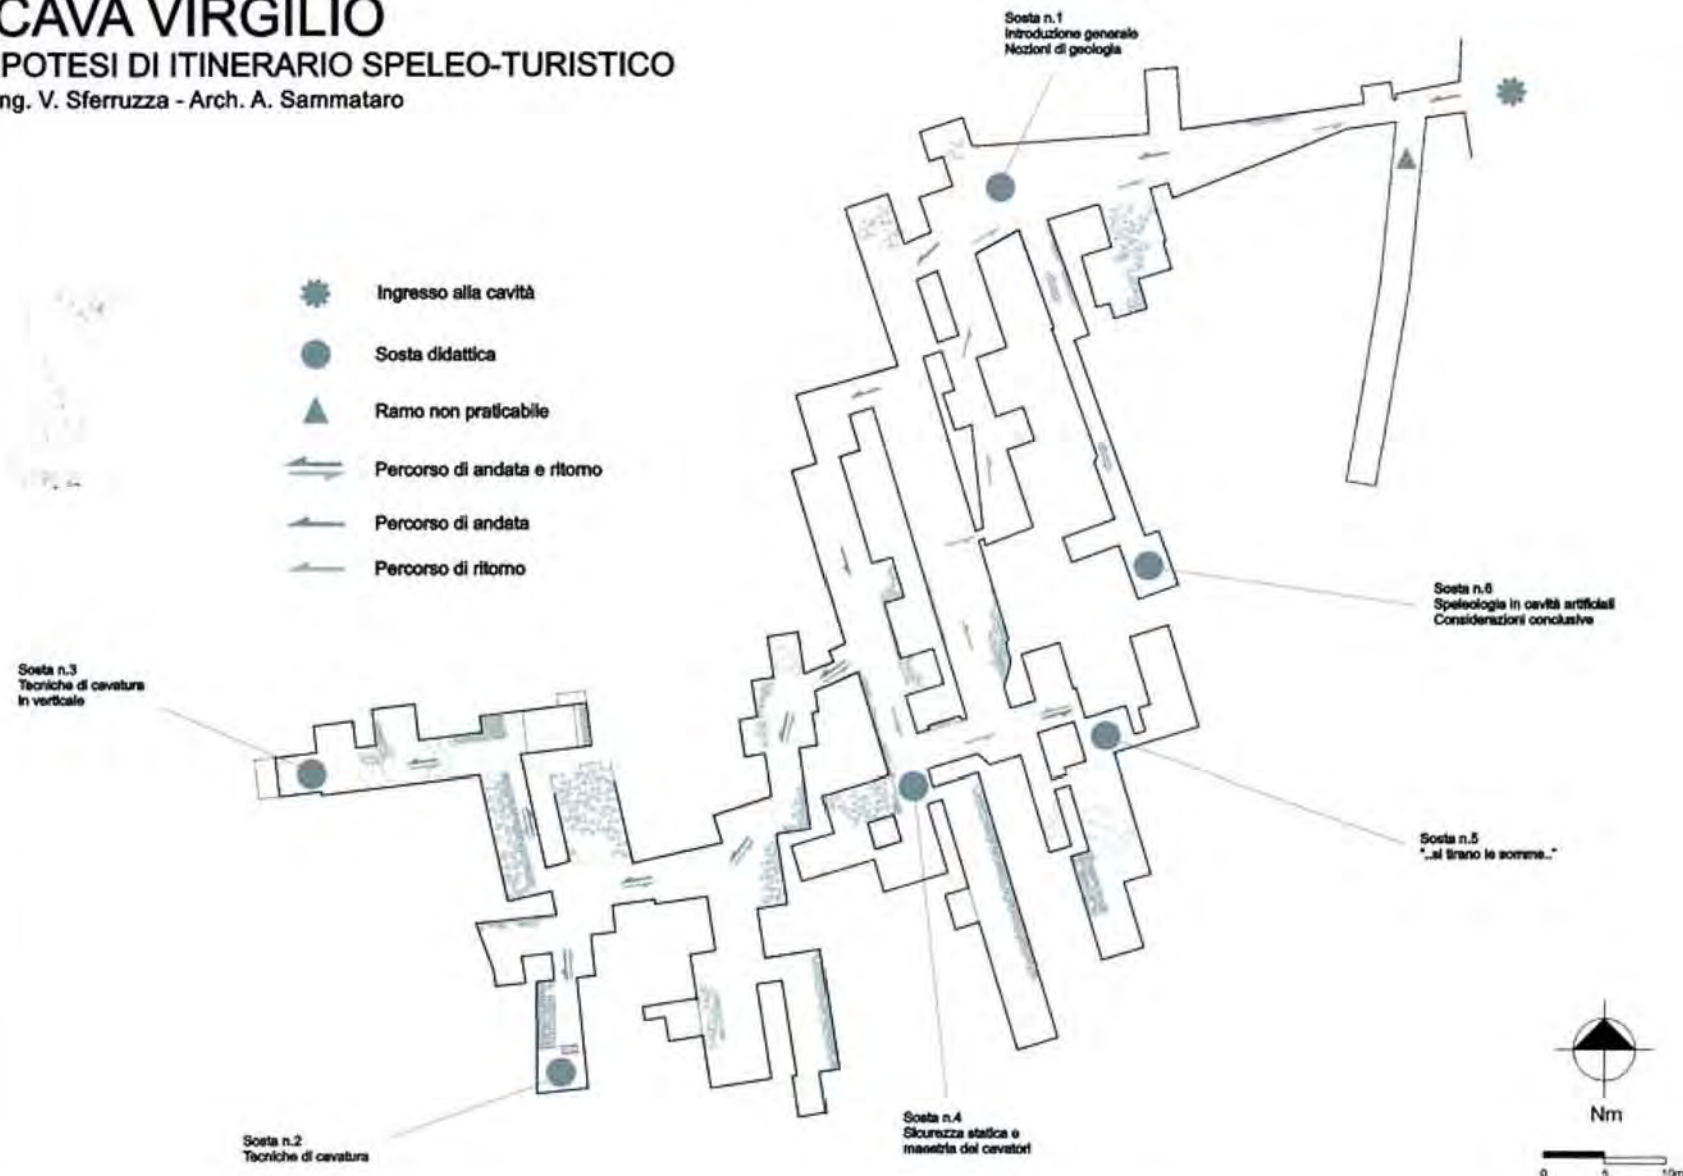 CAVA VIRGILIO
IPOTESI DI ITINERARIO SPELEO-TURISTICO
Ing. V. Sferruzza - Arch. A. Sammataro
Sosta n.1
Introduzione generale
Nozioni di geologia
Ingresso alla cavità
Sosta didattica
Ramo non praticabile
Percorso di andata e ritorno
Percorso di andata
Percorso di ritorno
Sosta n.6
Speleologia in cavità artificiali
Considerazioni conclusive
Sosta n.3
Tecniche di cavatura
in verticale
Sosta n.5
"..si tirano le somme.."
Sosta n.4
Sicurezza statica e
maestria dei cavatori
Sosta n.2
Tecniche di cavatura
Nm
0 5 10m